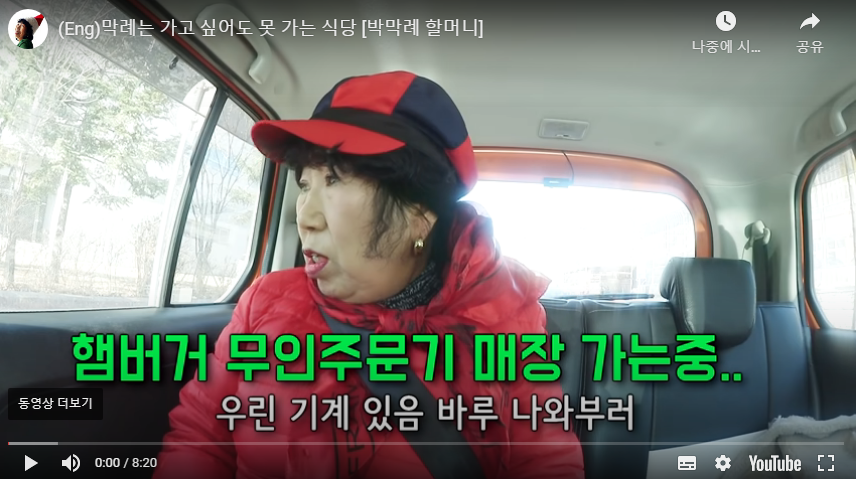 (Eng)막례는 가고 싶어도 못 가는 식당 [박막례 할머니]
나중에 시...
공유
햄버거 무인주문기 매장 가는중..
동영상 더보기
우린 기계 있음 바루 나와부러
0:00 / 8:20
YouTube